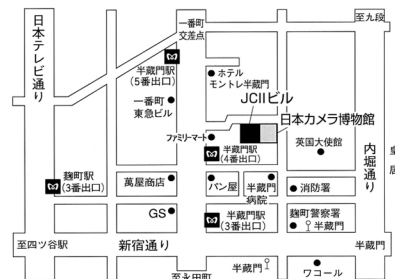 一番町
交差点
至九段
日本テレビ通り
半蔵門駅
(5番出口)
ホテル
モントレ半蔵門
JCIIビル
一番町
東急ビル
日本カメラ博物館
ファミリーマート
半蔵門駅
(4番出口)
英国大使館
内堀通り
皇居
麹町駅
(3番出口)
萬屋商店
パン屋
半蔵門
病院
消防署
GS
半蔵門駅
(3番出口)
麹町警察署
半蔵門
至四ツ谷駅
新宿通り
半蔵門
至永田町
半蔵門
ワコール